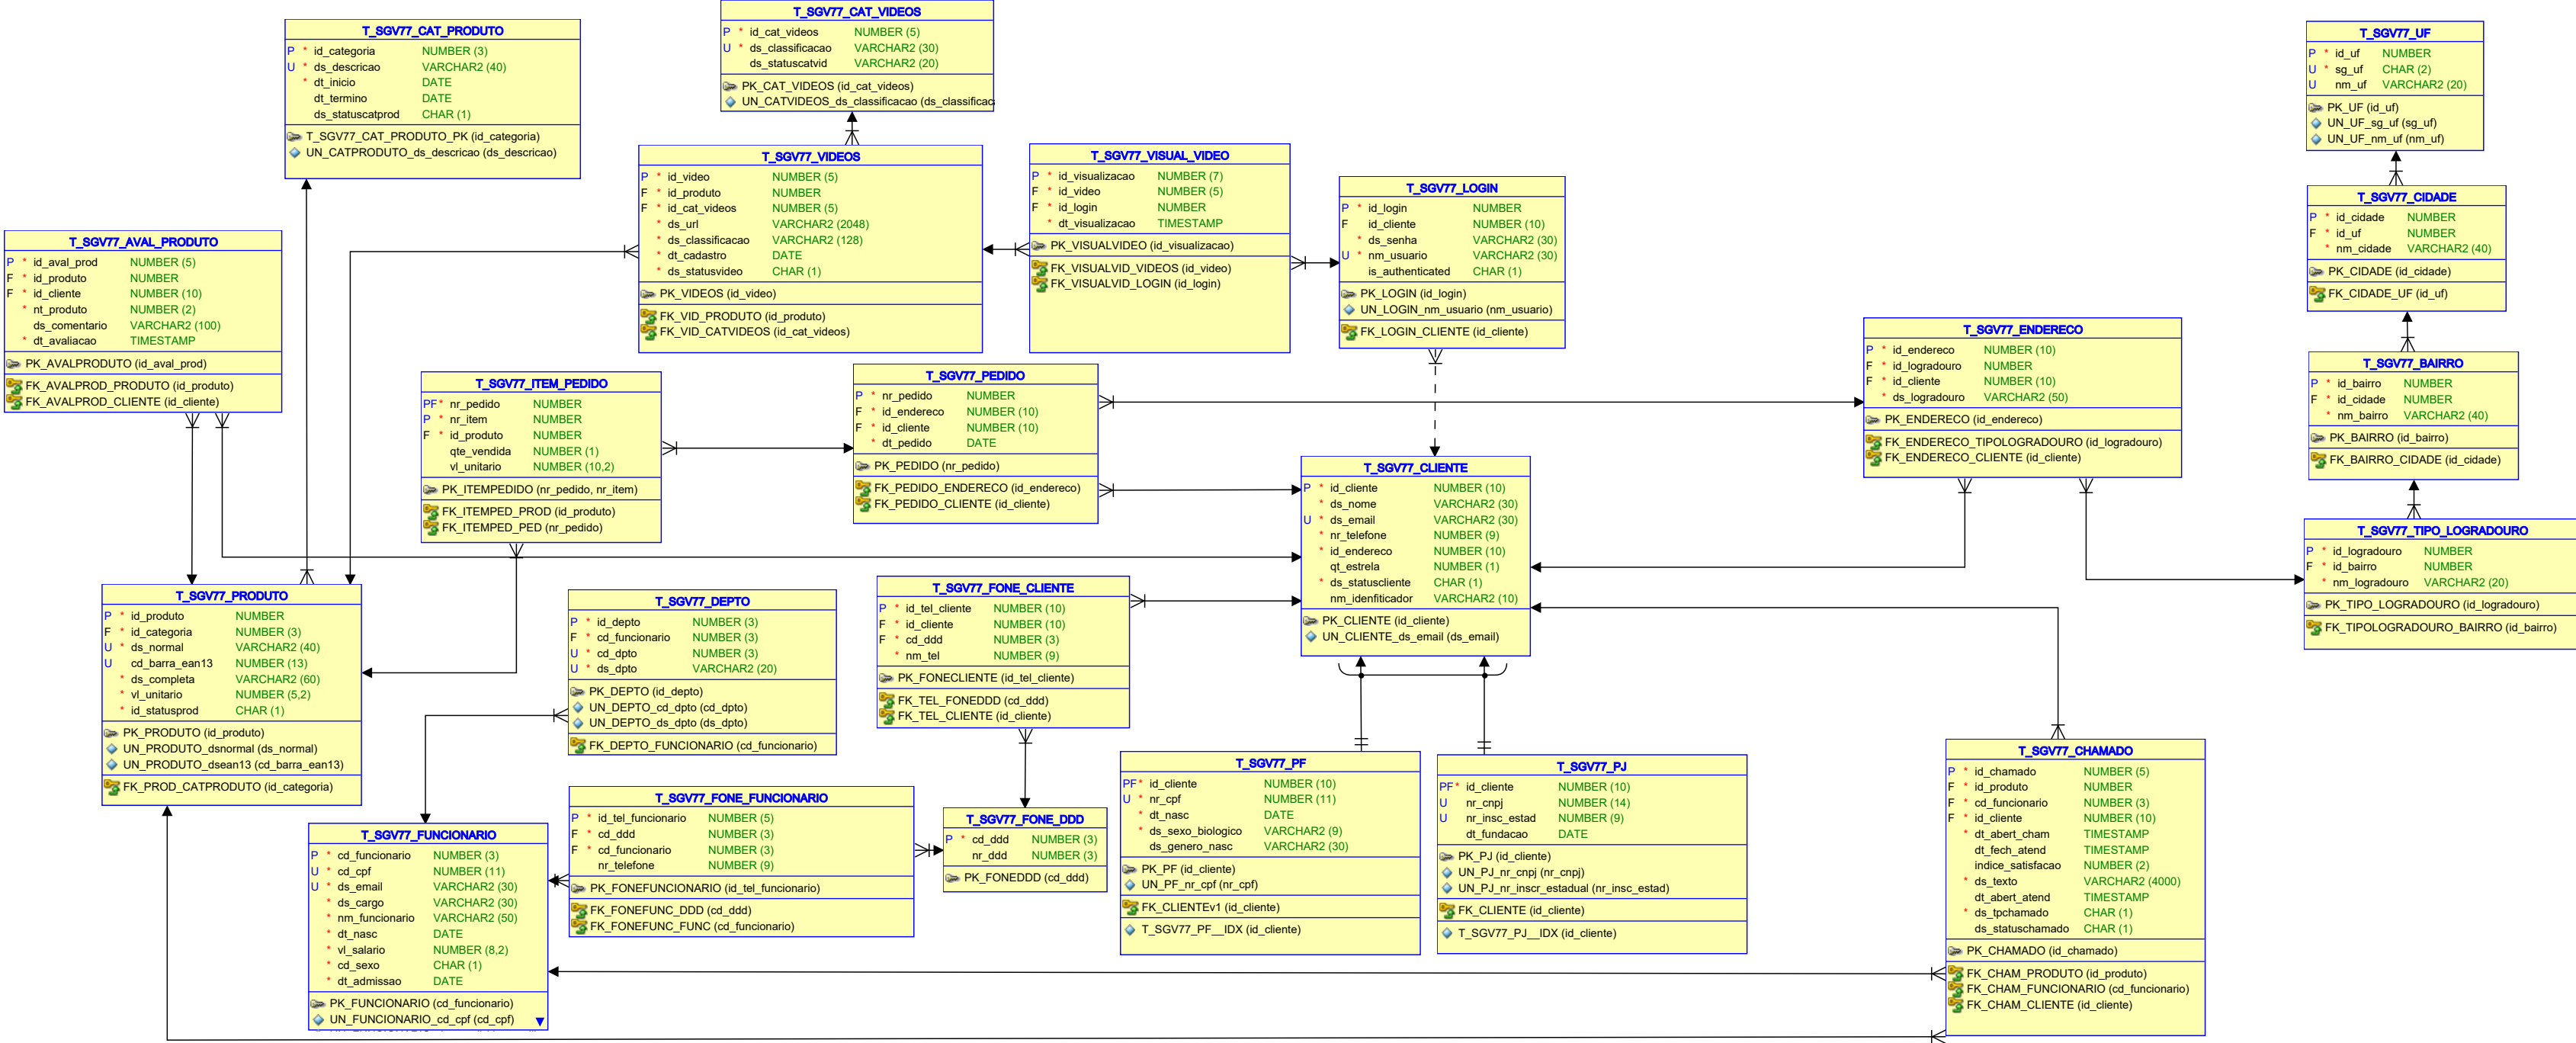 T_SGV77_CAT_PRODUTO
P * id_categoria NUMBER (3)
U * ds_descricao VARCHAR2 (40)
* dt_inicio DATE
dt_termino DATE
ds_statuscatprod CHAR (1)
T_SGV77_CAT_PRODUTO_PK (id_categoria)
UN_CATPRODUTO_ds_descricao (ds_descricao)
T_SGV77_CAT_VIDEOS
P * id_cat_videos NUMBER (5)
U * ds_classificacao VARCHAR2 (30)
ds_statuscatvid VARCHAR2 (20)
PK_CAT_VIDEOS (id_cat_videos)
UN_CATVIDEOS_ds_classificacao (ds_classificac
T_SGV77_UF
P * id_uf NUMBER
U * sg_uf CHAR (2)
U nm_uf VARCHAR2 (20)
PK_UF (id_uf)
UN_UF_sg_uf (sg_uf)
UN_UF_nm_uf (nm_uf)
T_SGV77_VIDEOS
P * id_video NUMBER (5)
F * id_produto NUMBER
F * id_cat_videos NUMBER (5)
* ds_url VARCHAR2 (2048)
* ds_classificacao VARCHAR2 (128)
* dt_cadastro DATE
* ds_statusvideo CHAR (1)
PK_VIDEOS (id_video)
FK_VID_PRODUTO (id_produto)
FK_VID_CATVIDEOS (id_cat_videos)
T_SGV77_VISUAL_VIDEO
P * id_visualizacao NUMBER (7)
F * id_video NUMBER (5)
F * id_login NUMBER
* dt_visualizacao TIMESTAMP
PK_VISUALVIDEO (id_visualizacao)
FK_VISUALVID_VIDEOS (id_video)
FK_VISUALVID_LOGIN (id_login)
T_SGV77_LOGIN
P * id_login NUMBER
F id_cliente NUMBER (10)
* ds_senha VARCHAR2 (30)
U * nm_usuario VARCHAR2 (30)
is_authenticated CHAR (1)
PK_LOGIN (id_login)
UN_LOGIN_nm_usuario (nm_usuario)
FK_LOGIN_CLIENTE (id_cliente)
T_SGV77_CIDADE
P * id_cidade NUMBER
F * id_uf NUMBER
* nm_cidade VARCHAR2 (40)
PK_CIDADE (id_cidade)
FK_CIDADE_UF (id_uf)
T_SGV77_AVAL_PRODUTO
P * id_aval_prod NUMBER (5)
F * id_produto NUMBER
F * id_cliente NUMBER (10)
* nt_produto NUMBER (2)
ds_comentario VARCHAR2 (100)
* dt_avaliacao TIMESTAMP
PK_AVALPRODUTO (id_aval_prod)
FK_AVALPROD_PRODUTO (id_produto)
FK_AVALPROD_CLIENTE (id_cliente)
T_SGV77_ENDERECO
P * id_endereco NUMBER (10)
F * id_logradouro NUMBER
F * id_cliente NUMBER (10)
* ds_logradouro VARCHAR2 (50)
PK_ENDERECO (id_endereco)
FK_ENDERECO_TIPOLOGRADOURO (id_logradouro)
FK_ENDERECO_CLIENTE (id_cliente)
T_SGV77_BAIRRO
P * id_bairro NUMBER
F * id_cidade NUMBER
* nm_bairro VARCHAR2 (40)
PK_BAIRRO (id_bairro)
FK_BAIRRO_CIDADE (id_cidade)
T_SGV77_ITEM_PEDIDO
PF* nr_pedido NUMBER
P * nr_item NUMBER
F * id_produto NUMBER
qte_vendida NUMBER (1)
vl_unitario NUMBER (10,2)
PK_ITEMPEDIDO (nr_pedido, nr_item)
FK_ITEMPED_PROD (id_produto)
FK_ITEMPED_PED (nr_pedido)
T_SGV77_PEDIDO
P * nr_pedido NUMBER
F * id_endereco NUMBER (10)
F * id_cliente NUMBER (10)
* dt_pedido DATE
PK_PEDIDO (nr_pedido)
FK_PEDIDO_ENDERECO (id_endereco)
FK_PEDIDO_CLIENTE (id_cliente)
T_SGV77_CLIENTE
P * id_cliente NUMBER (10)
* ds_nome VARCHAR2 (30)
U * ds_email VARCHAR2 (30)
* nr_telefone NUMBER (9)
* id_endereco NUMBER (10)
qt_estrela NUMBER (1)
* ds_statuscliente CHAR (1)
nm_idenfiticador VARCHAR2 (10)
PK_CLIENTE (id_cliente)
UN_CLIENTE_ds_email (ds_email)
T_SGV77_TIPO_LOGRADOURO
P * id_logradouro NUMBER
F * id_bairro NUMBER
* nm_logradouro VARCHAR2 (20)
PK_TIPO_LOGRADOURO (id_logradouro)
FK_TIPOLOGRADOURO_BAIRRO (id_bairro)
T_SGV77_PRODUTO
P * id_produto NUMBER
F * id_categoria NUMBER (3)
U * ds_normal VARCHAR2 (40)
U cd_barra_ean13 NUMBER (13)
* ds_completa VARCHAR2 (60)
* vl_unitario NUMBER (5,2)
* id_statusprod CHAR (1)
PK_PRODUTO (id_produto)
UN_PRODUTO_dsnormal (ds_normal)
UN_PRODUTO_dsean13 (cd_barra_ean13)
FK_PROD_CATPRODUTO (id_categoria)
T_SGV77_DEPTO
P * id_depto NUMBER (3)
F * cd_funcionario NUMBER (3)
U * cd_dpto NUMBER (3)
U * ds_dpto VARCHAR2 (20)
PK_DEPTO (id_depto)
UN_DEPTO_cd_dpto (cd_dpto)
UN_DEPTO_ds_dpto (ds_dpto)
FK_DEPTO_FUNCIONARIO (cd_funcionario)
T_SGV77_FONE_CLIENTE
P * id_tel_cliente NUMBER (10)
F * id_cliente NUMBER (10)
F * cd_ddd NUMBER (3)
* nm_tel NUMBER (9)
PK_FONECLIENTE (id_tel_cliente)
FK_TEL_FONEDDD (cd_ddd)
FK_TEL_CLIENTE (id_cliente)
T_SGV77_FONE_FUNCIONARIO
P * id_tel_funcionario NUMBER (5)
F * cd_ddd NUMBER (3)
F * cd_funcionario NUMBER (3)
nr_telefone NUMBER (9)
PK_FONEFUNCIONARIO (id_tel_funcionario)
FK_FONEFUNC_DDD (cd_ddd)
FK_FONEFUNC_FUNC (cd_funcionario)
T_SGV77_FONE_DDD
P * cd_ddd NUMBER (3)
nr_ddd NUMBER (3)
PK_FONEDDD (cd_ddd)
T_SGV77_PF
PF* id_cliente NUMBER (10)
U * nr_cpf NUMBER (11)
* dt_nasc DATE
* ds_sexo_biologico VARCHAR2 (9)
ds_genero_nasc VARCHAR2 (30)
PK_PF (id_cliente)
UN_PF_nr_cpf (nr_cpf)
FK_CLIENTEv1 (id_cliente)
T_SGV77_PF__IDX (id_cliente)
T_SGV77_PJ
PF* id_cliente NUMBER (10)
U nr_cnpj NUMBER (14)
U nr_insc_estad NUMBER (9)
dt_fundacao DATE
PK_PJ (id_cliente)
UN_PJ_nr_cnpj (nr_cnpj)
UN_PJ_nr_inscr_estadual (nr_insc_estad)
FK_CLIENTE (id_cliente)
T_SGV77_PJ__IDX (id_cliente)
T_SGV77_CHAMADO
P * id_chamado NUMBER (5)
F * id_produto NUMBER
F * cd_funcionario NUMBER (3)
F * id_cliente NUMBER (10)
* dt_abert_cham TIMESTAMP
dt_fech_atend TIMESTAMP
indice_satisfacao NUMBER (2)
* ds_texto VARCHAR2 (4000)
dt_abert_atend TIMESTAMP
* ds_tpchamado CHAR (1)
ds_statuschamado CHAR (1)
PK_CHAMADO (id_chamado)
FK_CHAM_PRODUTO (id_produto)
FK_CHAM_FUNCIONARIO (cd_funcionario)
FK_CHAM_CLIENTE (id_cliente)
T_SGV77_FUNCIONARIO
P * cd_funcionario NUMBER (3)
U * cd_cpf NUMBER (11)
U * ds_email VARCHAR2 (30)
* ds_cargo VARCHAR2 (30)
* nm_funcionario VARCHAR2 (50)
* dt_nasc DATE
* vl_salario NUMBER (8,2)
* cd_sexo CHAR (1)
* dt_admissao DATE
PK_FUNCIONARIO (cd_funcionario)
UN_FUNCIONARIO_cd_cpf (cd_cpf)